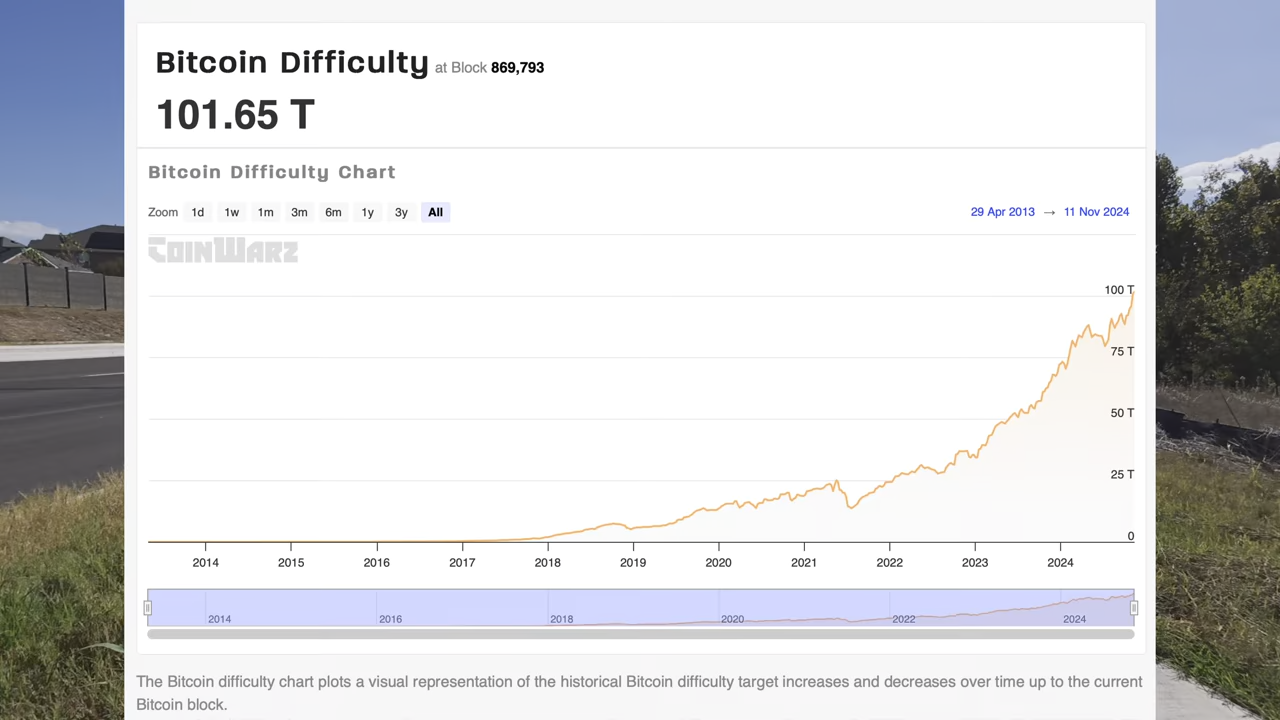 Bitcoin Difficulty at Block 869,793
101.65 T
Bitcoin Difficulty Chart
Zoom 1d 1w 1m 3m 6m 1y 3y All 29 Apr 2013 → 11 Nov 2024
COINWARZ
100 T
75 T
50 T
25 T
0
2014 2015 2016 2017 2018 2019 2020 2021 2022 2023 2024
2014 2016 2018 2020 2022 2024
The Bitcoin difficulty chart plots a visual representation of the historical Bitcoin difficulty target increases and decreases over time up to the current
Bitcoin block.